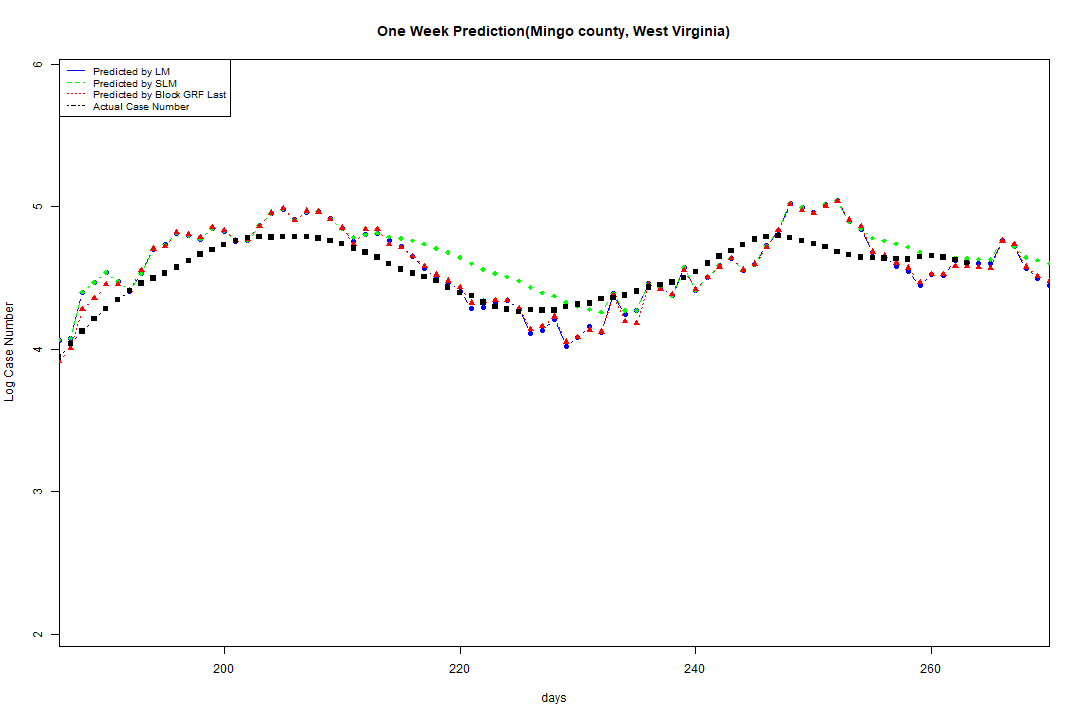 One Week Prediction(Mingo county, West Virginia)
Predicted by LM
Predicted by SLM
Predicted by Block GRF Last
Actual Case Number
6
5
4
3
2
Log Case Number
200 220 240 260
days